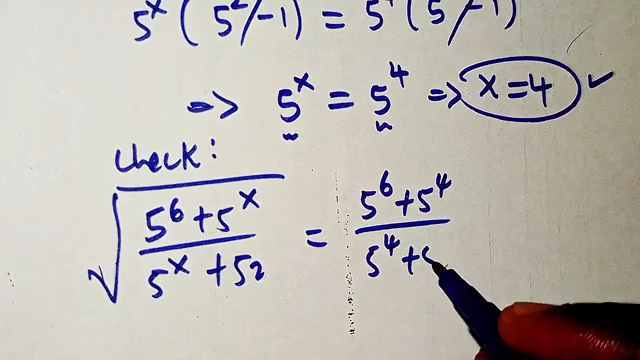 5^x (5^2/-1) = 5^4 (5^2/-1)
=> 5^x = 5^4 => x = 4 ✓
Check:
√((5^6 + 5^x)/(5^x + 52)) = (5^6 + 5^4)/(5^4 + 5